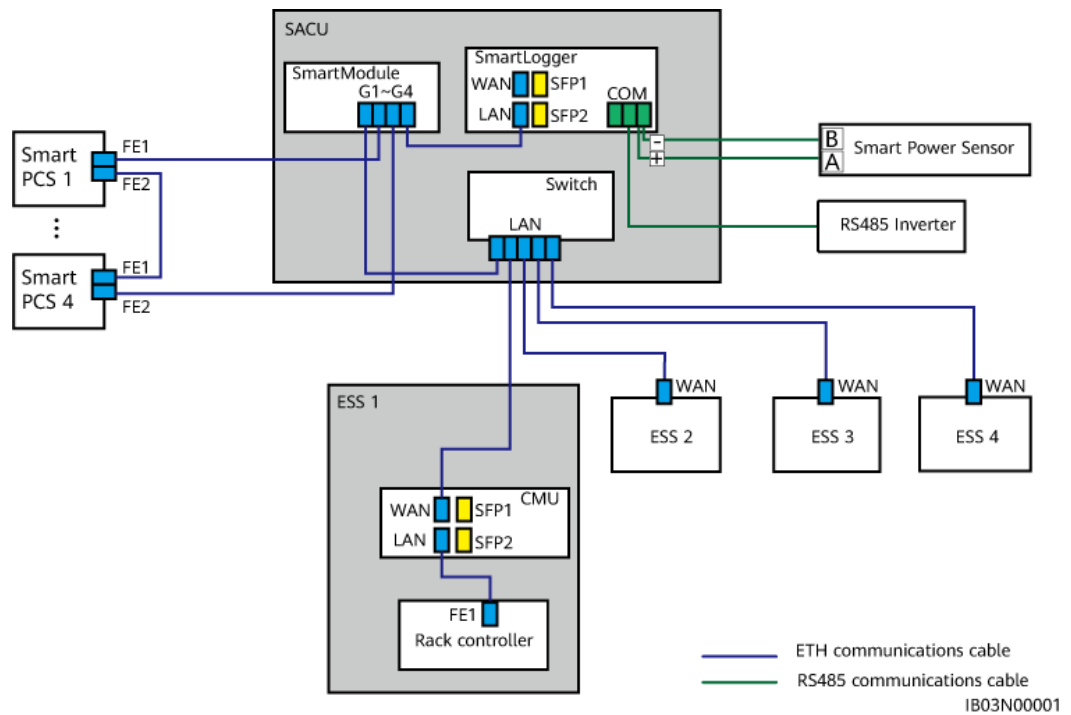 SACU
SmartModule
G1~G4
SmartLogger
WAN
SFP1
LAN
SFP2
COM
-
+
B
A
Smart Power Sensor
Smart
PCS 1
FE1
FE2
⋮
Smart
PCS 4
FE1
FE2
Switch
LAN
RS485 Inverter
ESS 1
WAN
SFP1
CMU
LAN
SFP2
FE1
Rack controller
WAN
ESS 2
WAN
ESS 3
WAN
ESS 4
ETH communications cable
RS485 communications cable
IB03N00001